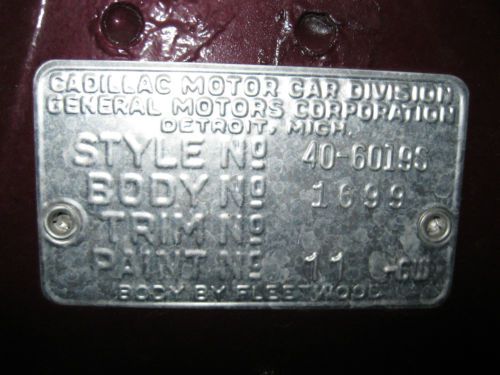 CADILLAC MOTOR CAR DIVISION
GENERAL MOTORS CORPORATION
DETROIT, MICH.
STYLE Nº 40-6019S
BODY Nº 1699
TRIM Nº
PAINT Nº 11 -GW
BODY BY FLEETWOOD